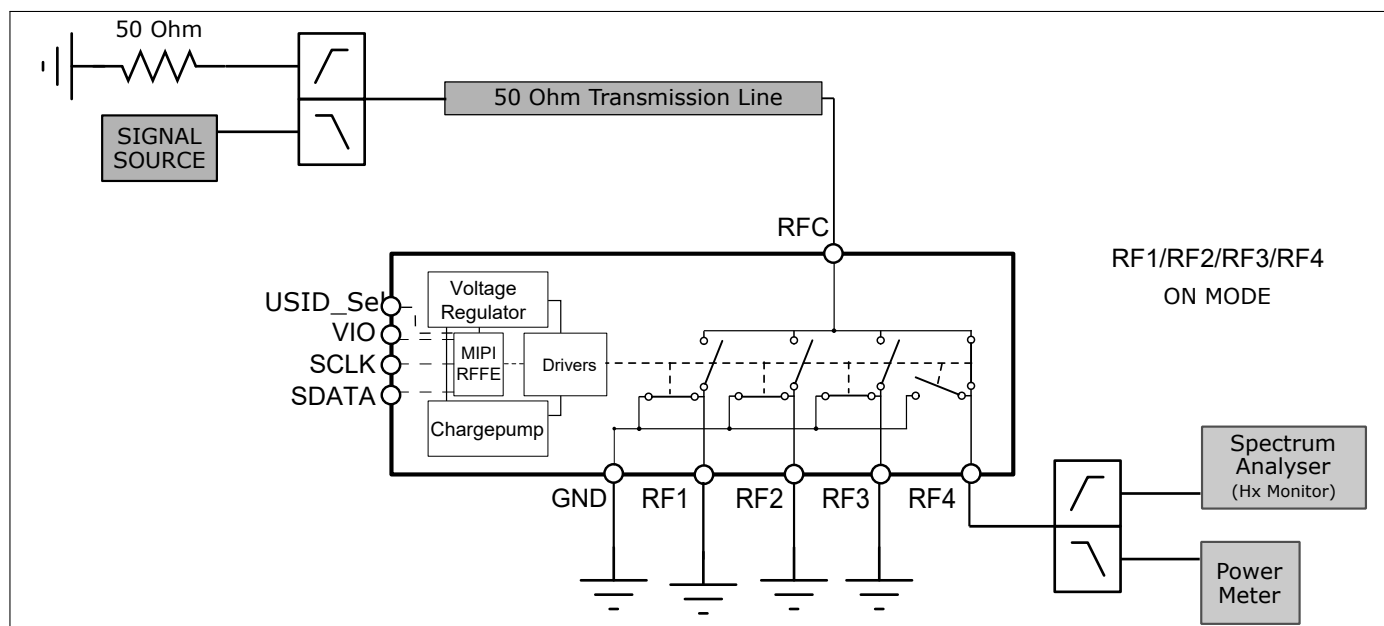 50 Ohm
SIGNAL
SOURCE
50 Ohm Transmission Line
RFC
RF1/RF2/RF3/RF4
ON MODE
USID_Sel
VIO
SCLK
SDATA
Voltage
Regulator
MIPI
RFFE
Drivers
Chargepump
GND
RF1
RF2
RF3
RF4
Spectrum
Analyser
(Hx Monitor)
Power
Meter